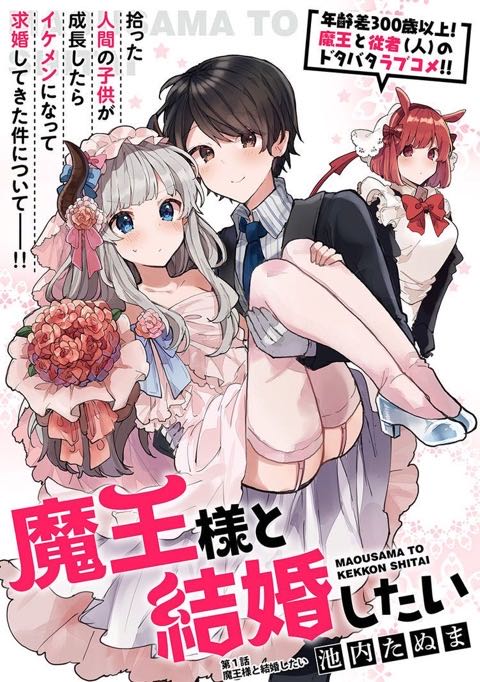 MAOUSAMA TO
SHITAI
年齢差300歳以上!
魔王と従者(人)の
ドタバタラブコメ!!
拾った
人間の子供が
成長したら
イケメンになって
求婚してきた件について──!!
魔王様と
結婚したい
MAOUSAMA TO
KEKKON SHITAI
第1話
魔王様と結婚したい
池内たぬま